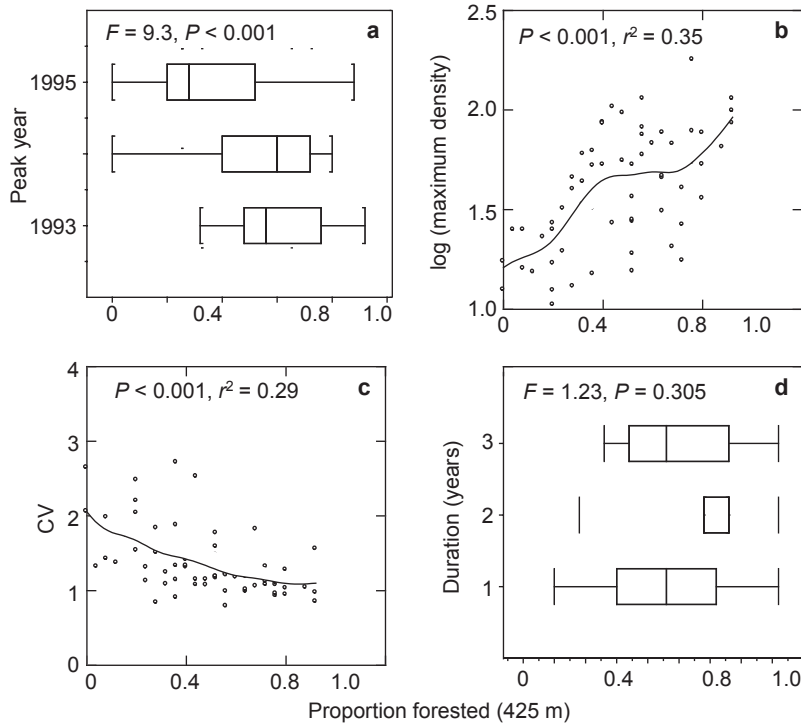 F = 9.3, P < 0.001
a
Peak year
1995
1993
0
0.4
0.8
1.0
P < 0.001, r² = 0.35
b
log (maximum density)
2.5
2.0
1.5
1.0
0
0.4
0.8
1.0
P < 0.001, r² = 0.29
c
CV
4
3
2
1
0
0
0.4
0.8
1.0
F = 1.23, P = 0.305
d
Duration (years)
3
2
1
0
0.4
0.8
1.0
Proportion forested (425 m)